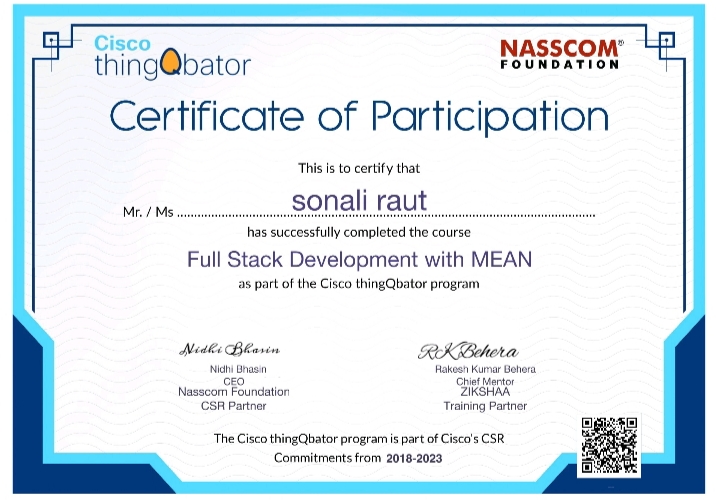 Cisco
thingQbator
NASSCOM®
FOUNDATION
Certificate of Participation
This is to certify that
Mr. / Ms sonali raut
has successfully completed the course
Full Stack Development with MEAN
as part of the Cisco thingQbator program
Nidhi Bhasin
RK Behera
Nidhi Bhasin
Rakesh Kumar Behera
CEO
Chief Mentor
Nasscom Foundation
ZIKSHAA
CSR Partner
Training Partner
The Cisco thingQbator program is part of Cisco's CSR
Commitments from 2018-2023